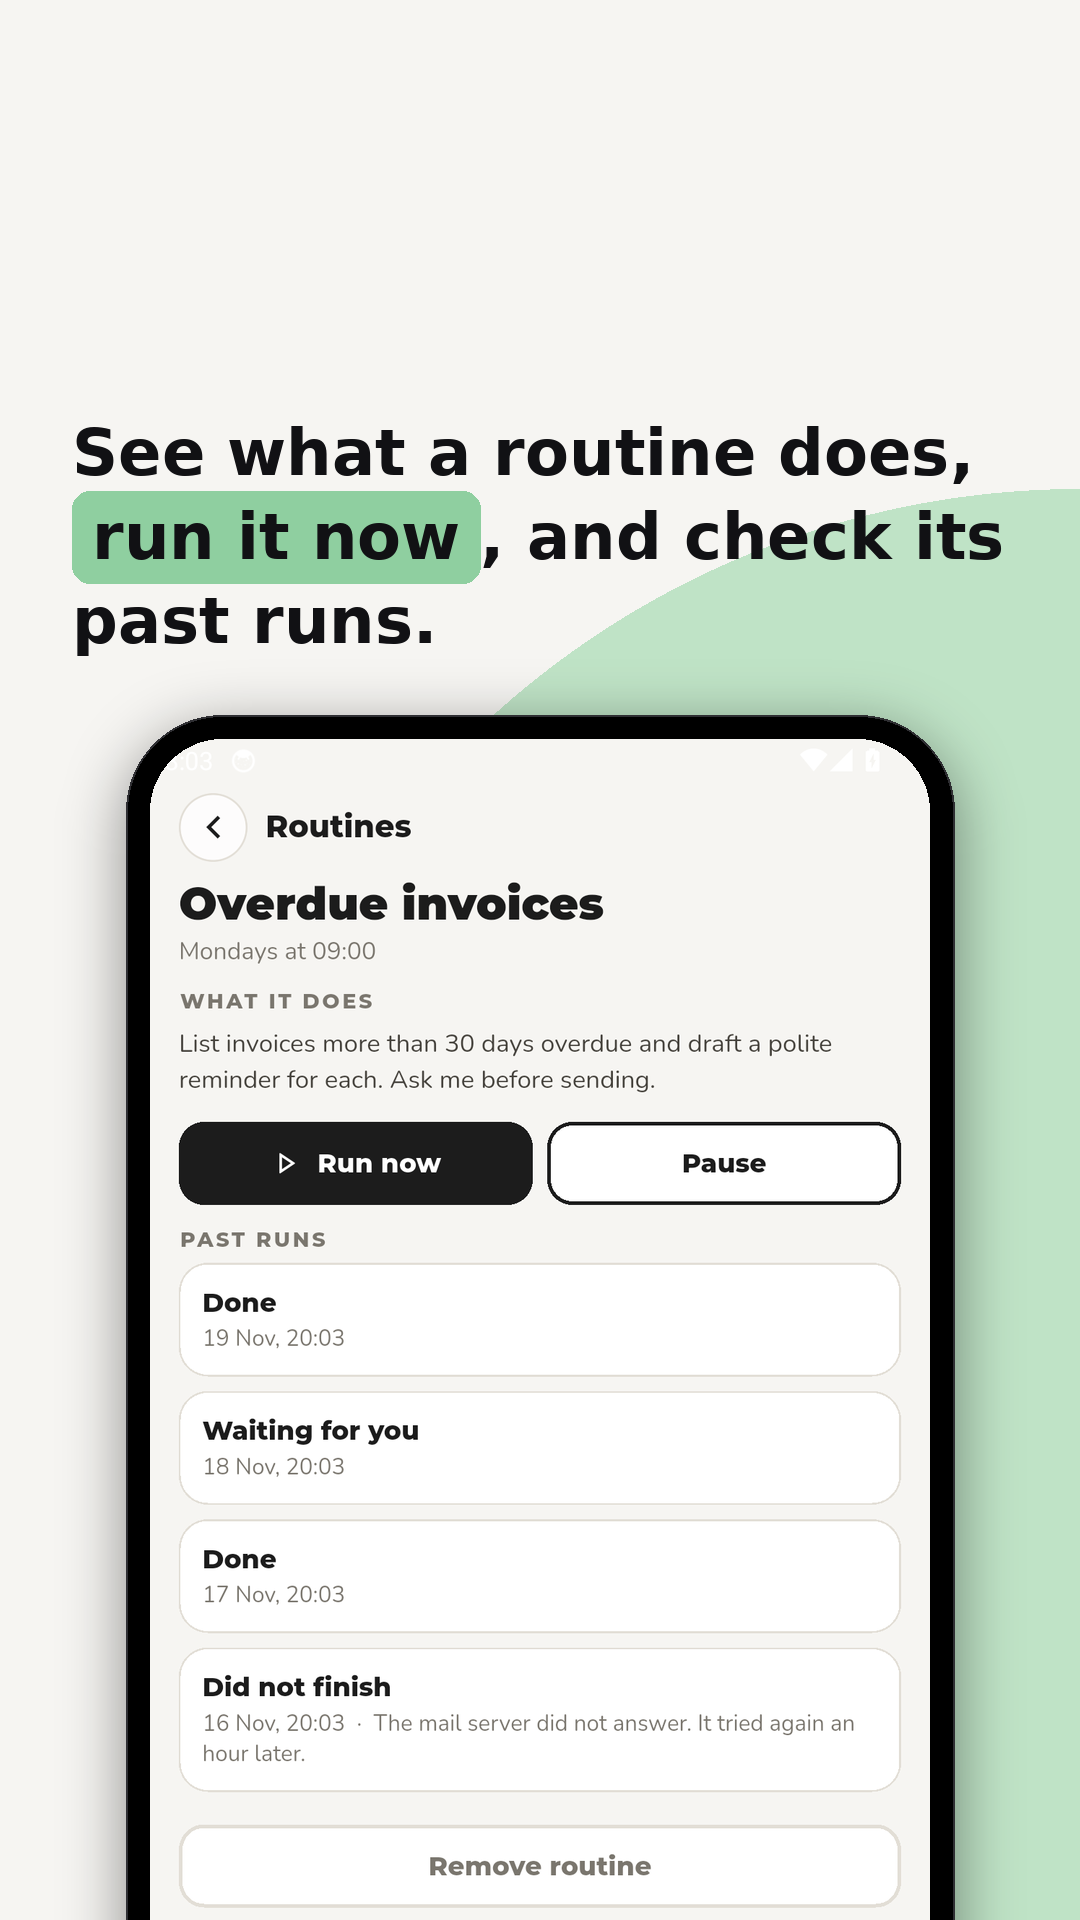 See what a routine does,
run it now, and check its
past runs.
:03
Routines
Overdue invoices
Mondays at 09:00
WHAT IT DOES
List invoices more than 30 days overdue and draft a polite
reminder for each. Ask me before sending.
Run now
Pause
PAST RUNS
Done
19 Nov, 20:03
Waiting for you
18 Nov, 20:03
Done
17 Nov, 20:03
Did not finish
16 Nov, 20:03 · The mail server did not answer. It tried again an
hour later.
Remove routine